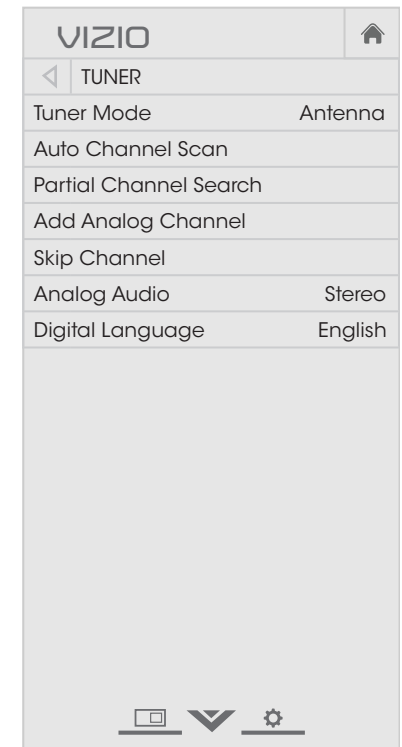 VIZIO
TUNER
Tuner Mode Antenna
Auto Channel Scan
Partial Channel Search
Add Analog Channel
Skip Channel
Analog Audio Stereo
Digital Language English